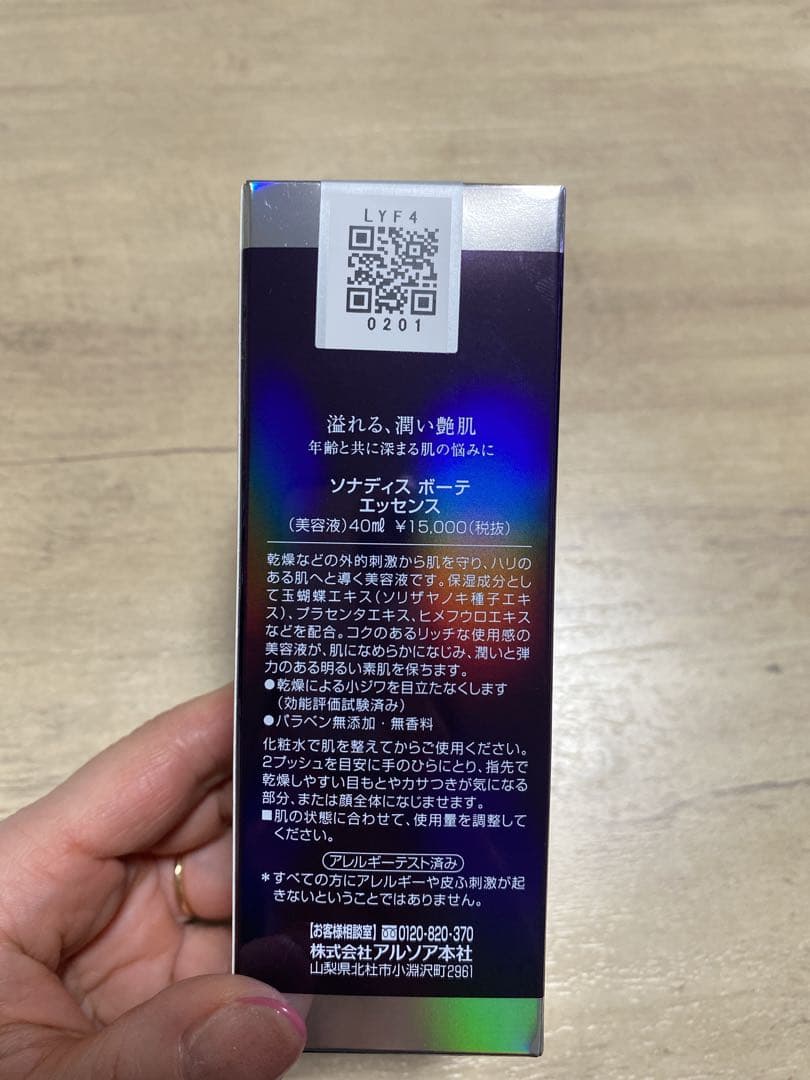 LYF4
0201
溢れる、潤い艶肌
年齢と共に深まる肌の悩みに
ソナディス ボーテ
エッセンス
(美容液)40㎖ ¥15,000(税抜)
乾燥などの外的刺激から肌を守り、ハリの
ある肌へと導く美容液です。保湿成分とし
て玉蝴蝶エキス(ソリザヤノキ種子エキ
ス)、プラセンタエキス、ヒメフウロエキス
などを配合。コクのあるリッチな使用感の
美容液が、肌になめらかになじみ、潤いと弾
力のある明るい素肌を保ちます。
●乾燥による小ジワを目立たなくします
(効能評価試験済み)
●パラベン無添加・無香料
化粧水で肌を整えてからご使用ください。
2プッシュを目安に手のひらにとり、指先で
乾燥しやすい目もとやカサつきが気になる
部分、または顔全体になじませます。
■肌の状態に合わせて、使用量を調整して
ください。
アレルギーテスト済み
*すべての方にアレルギーや皮ふ刺激が起
きないということではありません。
【お客様相談室】 0120-820-370
株式会社アルソア本社
山梨県北杜市小淵沢町2961